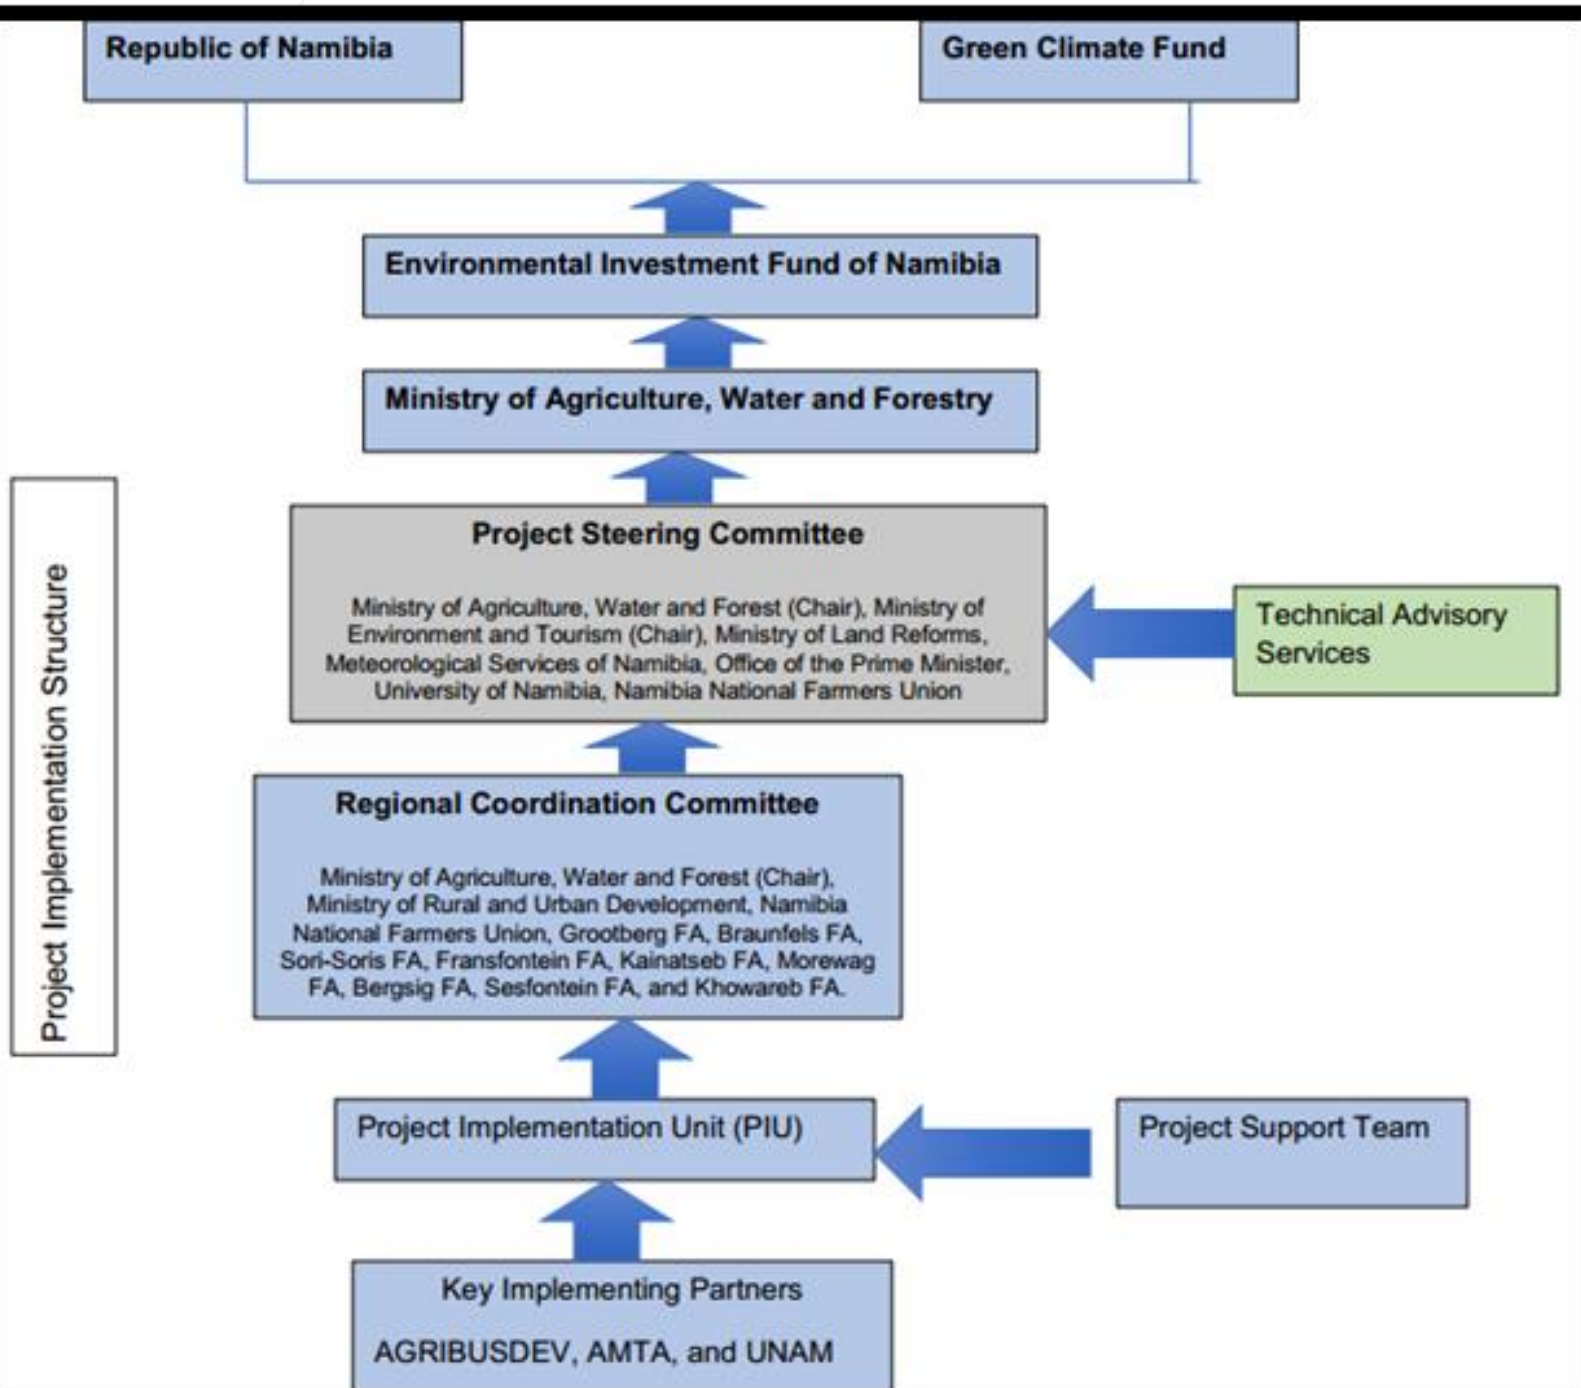 Republic of Namibia
Green Climate Fund
Environmental Investment Fund of Namibia
Ministry of Agriculture, Water and Forestry
Project Implementation Structure
Project Steering Committee
Ministry of Agriculture, Water and Forest (Chair), Ministry of
Environment and Tourism (Chair), Ministry of Land Reforms,
Meteorological Services of Namibia, Office of the Prime Minister,
University of Namibia, Namibia National Farmers Union
Technical Advisory
Services
Regional Coordination Committee
Ministry of Agriculture, Water and Forest (Chair),
Ministry of Rural and Urban Development, Namibia
National Farmers Union, Grootberg FA, Braunfels FA,
Sori-Soris FA, Fransfontein FA, Kainatseb FA, Morewag
FA, Bergsig FA, Sesfontein FA, and Khowareb FA.
Project Implementation Unit (PIU)
Project Support Team
Key Implementing Partners
AGRIBUSDEV, AMTA, and UNAM